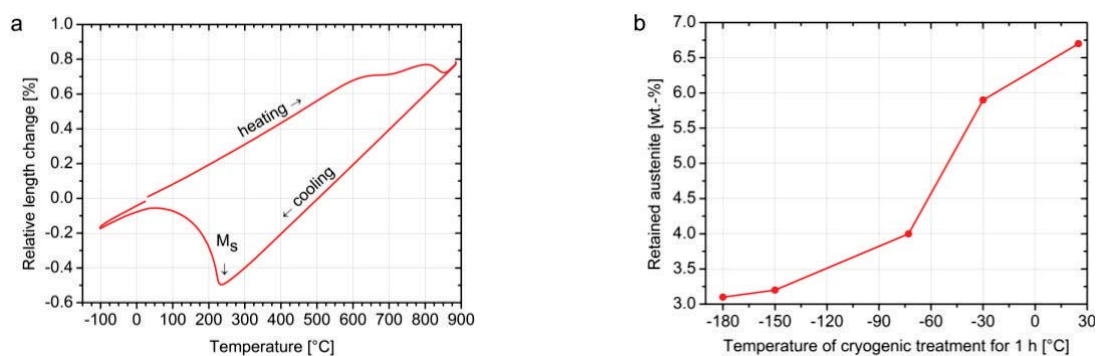 a
1.0
0.8
0.6
0.4
0.2
0.0
-0.2
-0.4
-0.6
Relative length change [%]
heating →
← cooling
Ms
↓
-100 0 100 200 300 400 500 600 700 800 900
Temperature [°C]
b
7.0
6.5
6.0
5.5
5.0
4.5
4.0
3.5
3.0
Retained austenite [wt.-%]
-180 -150 -120 -90 -60 -30 0 30
Temperature of cryogenic treatment for 1 h [°C]